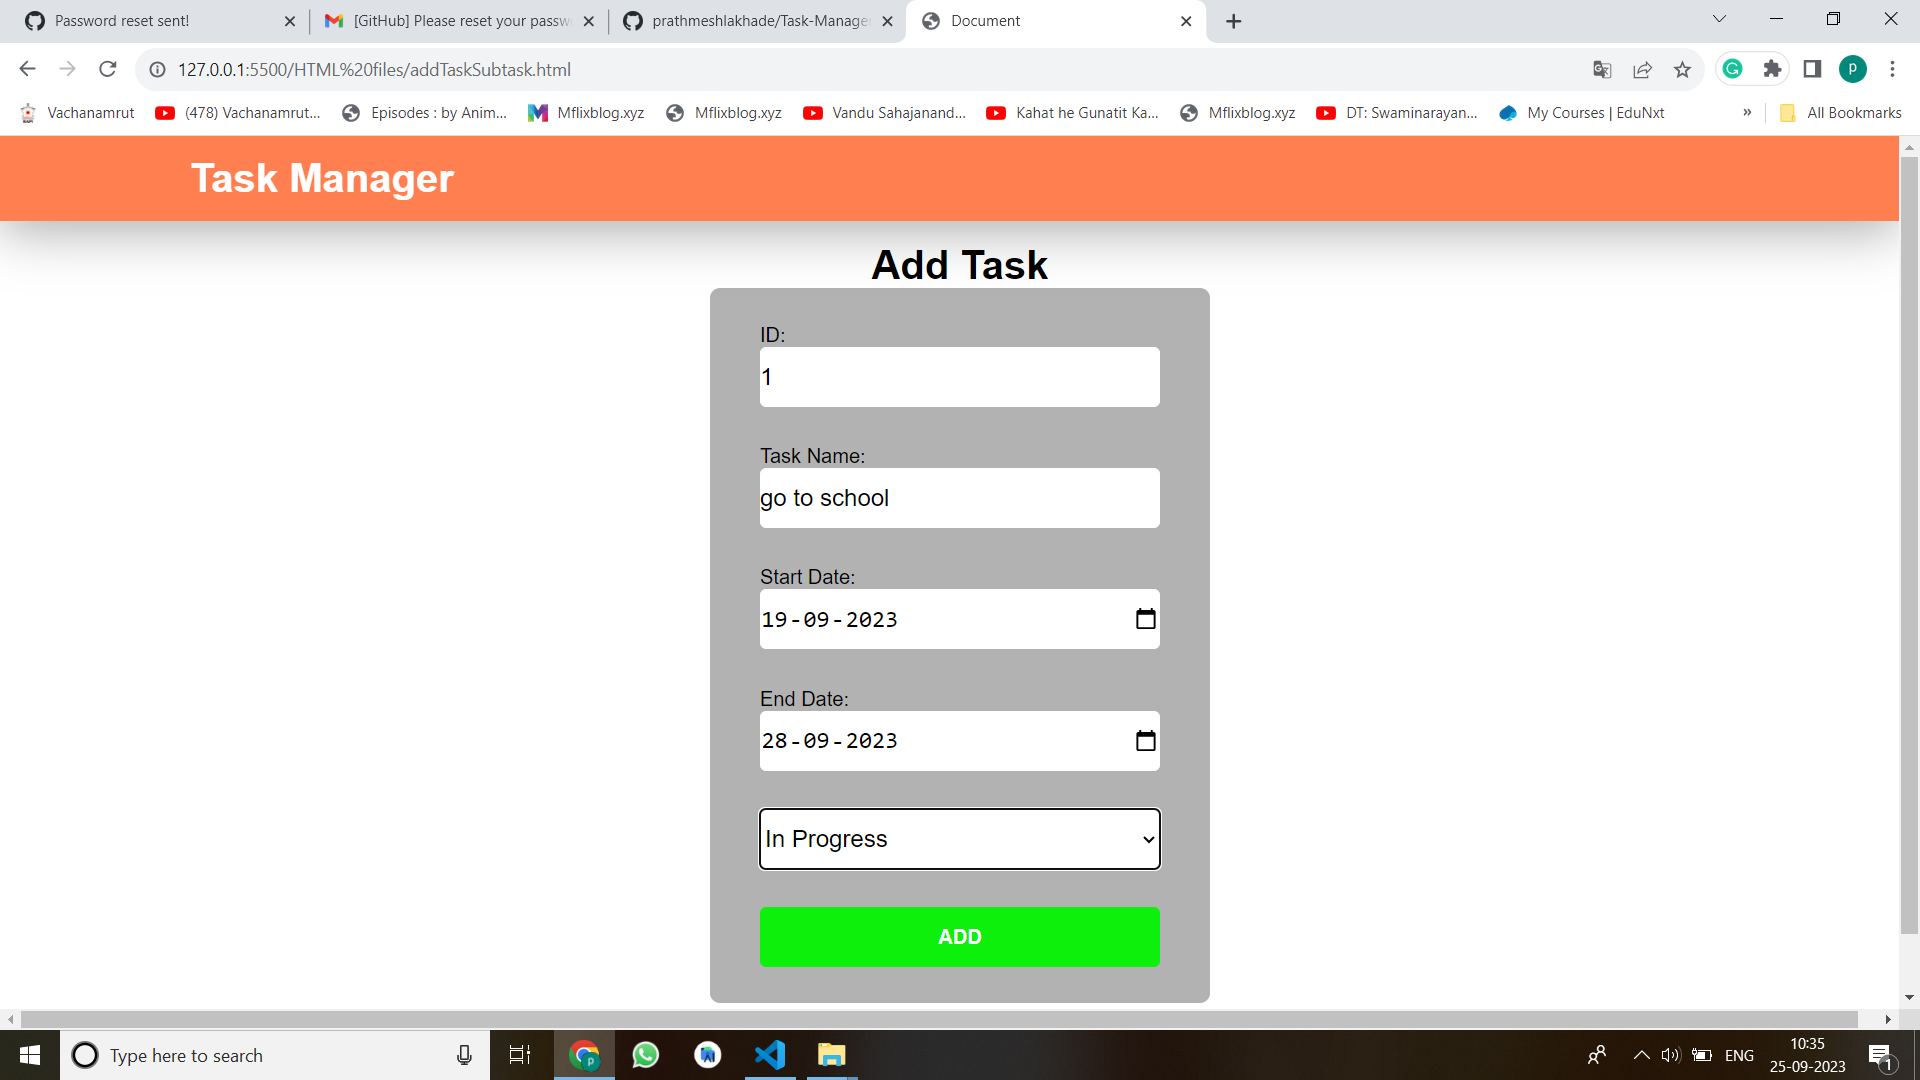 Password reset sent!
[GitHub] Please reset your passw
prathmeshlakhade/Task-Manage
Document
127.0.0.1:5500/HTML%20files/addTaskSubtask.html
P
Vachanamrut
(478) Vachanamrut...
Episodes : by Anim...
Mflixblog.xyz
Mflixblog.xyz
Vandu Sahajanand...
Kahat he Gunatit Ka...
Mflixblog.xyz
DT: Swaminarayan...
My Courses | EduNxt
»
All Bookmarks
Task Manager
Add Task
ID:
1
Task Name:
go to school
Start Date:
19-09-2023
End Date:
28-09-2023
In Progress
ADD
Type here to search
ENG
10:35
25-09-2023
1